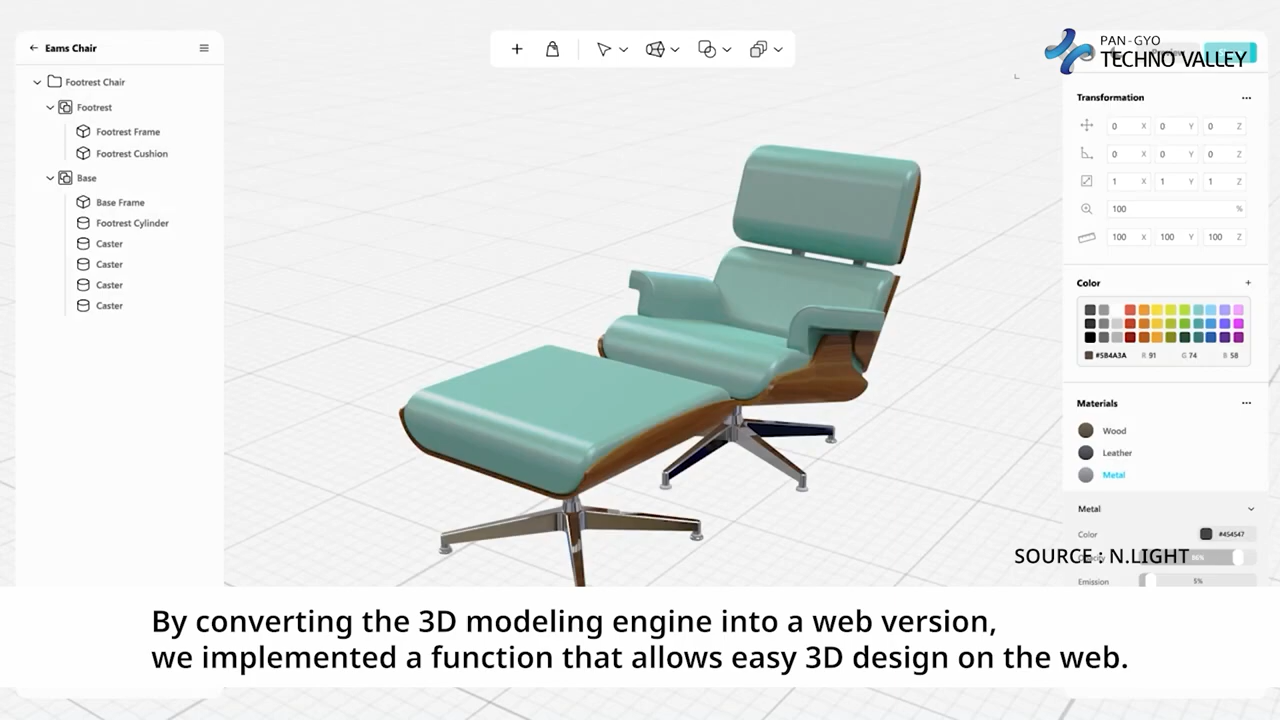 Eams Chair
Footrest Chair
Footrest
Footrest Frame
Footrest Cushion
Base
Base Frame
Footrest Cylinder
Caster
Caster
Caster
Caster
PAN-GYO
TECHNO VALLEY
Transformation
0 X 0 Y 0 Z
0 X 0 Y 0 Z
1 X 1 Y 1 Z
100 %
100 X 100 Y 100 Z
Color
#5B4A3A R 91 G 74 B 58
Materials
Wood
Leather
Metal
Metal
Color #454547
SOURCE : N.LIGHT
86%
Emission 5%
By converting the 3D modeling engine into a web version,
we implemented a function that allows easy 3D design on the web.